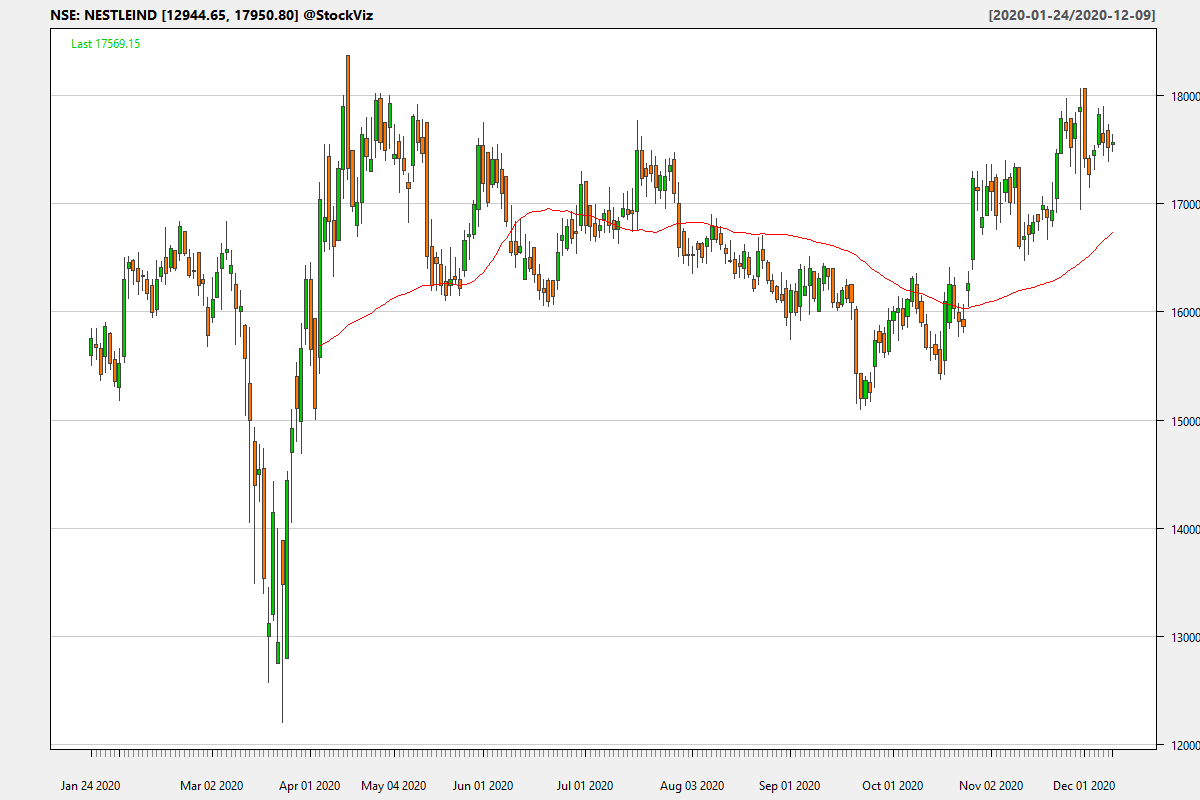 NSE: NESTLEIND [12944.65, 17950.80] @StockViz
[2020-01-24/2020-12-09]
Last 17569.15
18000
17000
16000
15000
14000
13000
12000
Jan 24 2020
Mar 02 2020
Apr 01 2020
May 04 2020
Jun 01 2020
Jul 01 2020
Aug 03 2020
Sep 01 2020
Oct 01 2020
Nov 02 2020
Dec 01 2020